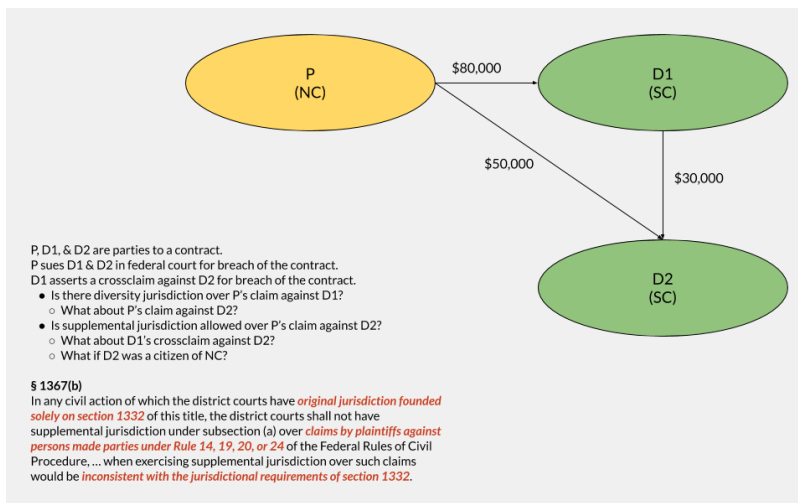 P
(NC)
$80,000
D1
(SC)
$50,000
$30,000
D2
(SC)
P, D1, & D2 are parties to a contract.
P sues D1 & D2 in federal court for breach of the contract.
D1 asserts a crossclaim against D2 for breach of the contract.
● Is there diversity jurisdiction over P's claim against D1?
○ What about P's claim against D2?
● Is supplemental jurisdiction allowed over P's claim against D2?
○ What about D1's crossclaim against D2?
○ What if D2 was a citizen of NC?
§ 1367(b)
In any civil action of which the district courts have original jurisdiction founded
solely on section 1332 of this title, the district courts shall not have
supplemental jurisdiction under subsection (a) over claims by plaintiffs against
persons made parties under Rule 14, 19, 20, or 24 of the Federal Rules of Civil
Procedure, ... when exercising supplemental jurisdiction over such claims
would be inconsistent with the jurisdictional requirements of section 1332.